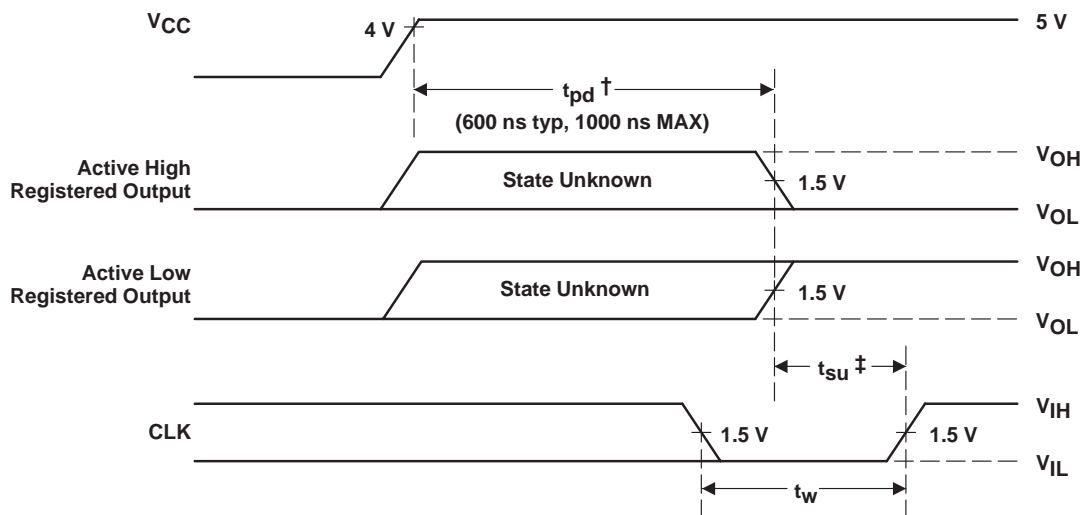 VCC
4 V
5 V
tpd †
(600 ns typ, 1000 ns MAX)
Active High
Registered Output
State Unknown
1.5 V
VOH
VOL
Active Low
Registered Output
State Unknown
1.5 V
VOH
VOL
tsu ‡
CLK
1.5 V
1.5 V
VIH
VIL
tw